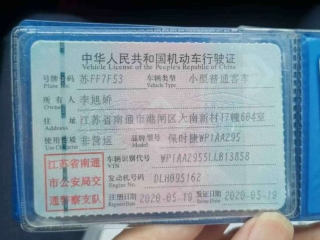 中华人民共和国机动车行驶证
Vehicle License of the People's Republic of China
号牌号码 苏FF7F53 车辆类型 小型普通客车
Plate No. Vehicle Type
所有人 李旭娇
Owner
住址 江苏省南通市港闸区大南新村行幢604室
Address
使用性质 非营运 品牌型号 保时捷WP1AA295
Use Character Model
江苏省南通市公安局交通警察支队
车辆识别代号 WP1AA2955LLB13858
VIN
发动机号码 DLH095162
Engine No.
注册日期 2020-05-19 发证日期 2020-05-19
Register Date Issue Date